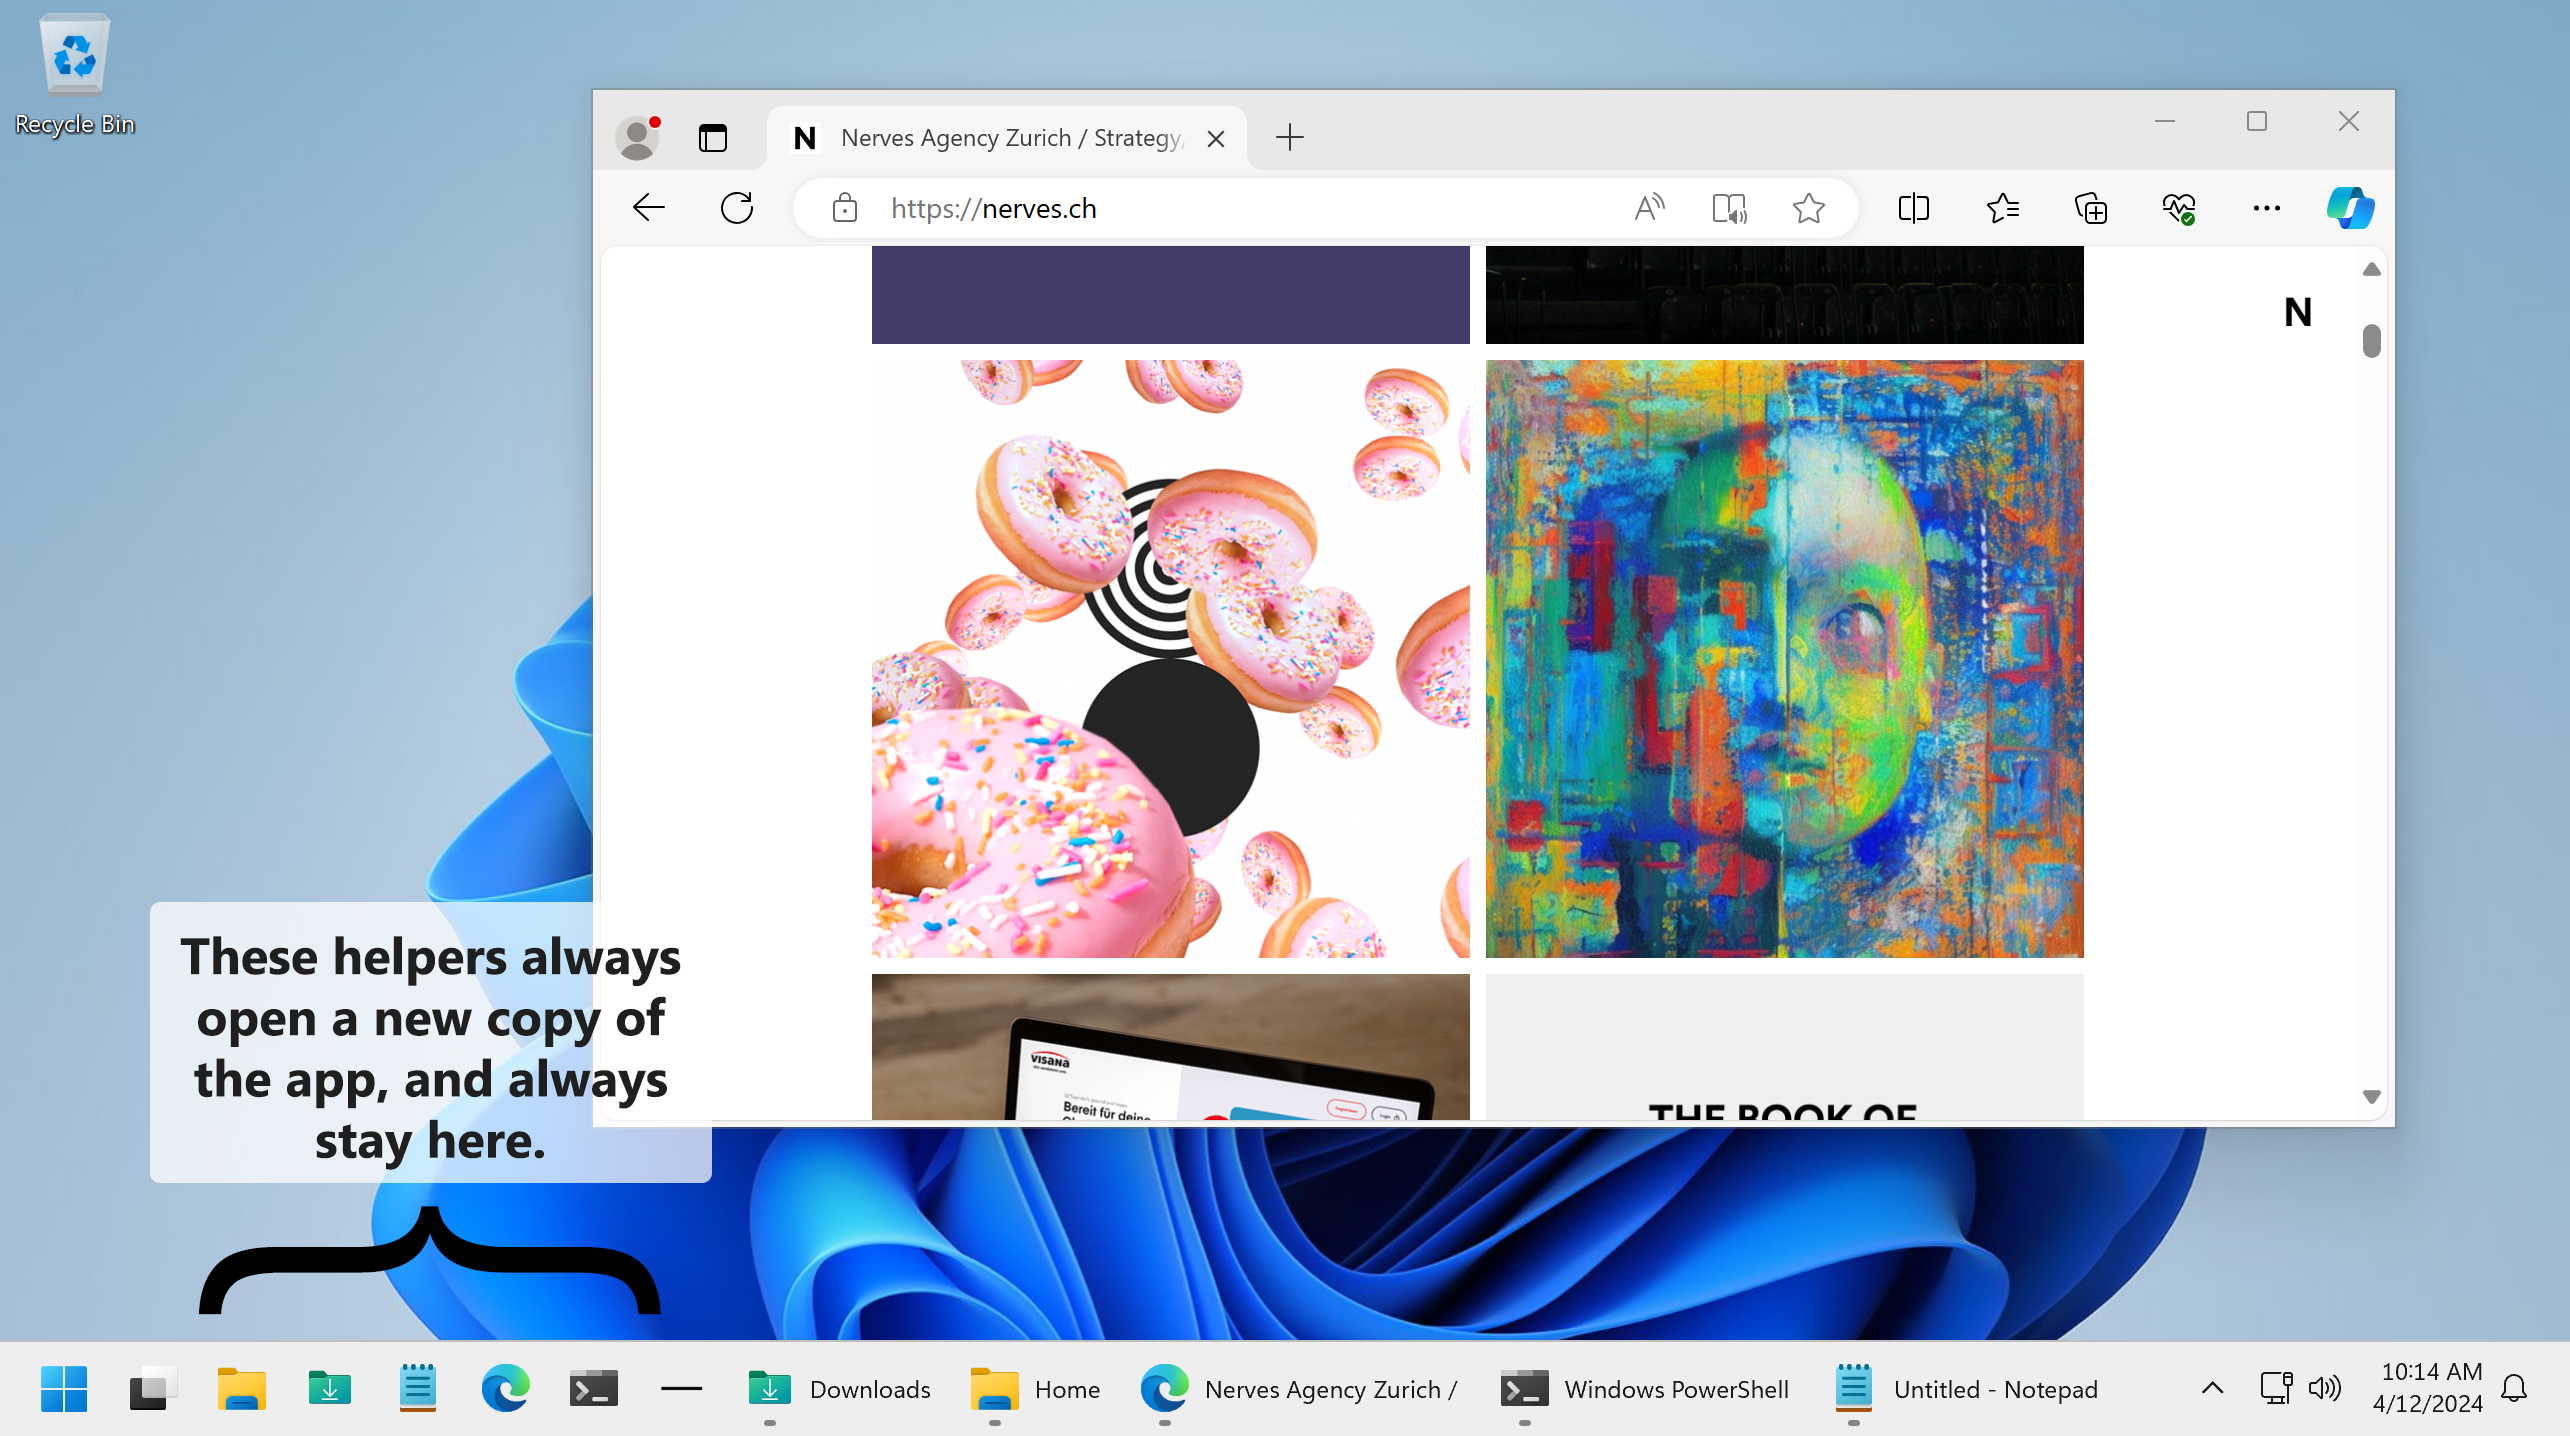 Recycle Bin
N
Nerves Agency Zurich / Strategy,
https://nerves.ch
N
These helpers always
open a new copy of
the app, and always
stay here.
VISANA
Bereit für deine
THE BOOK OF
Downloads
Home
Nerves Agency Zurich /
Windows PowerShell
Untitled - Notepad
10:14 AM
4/12/2024